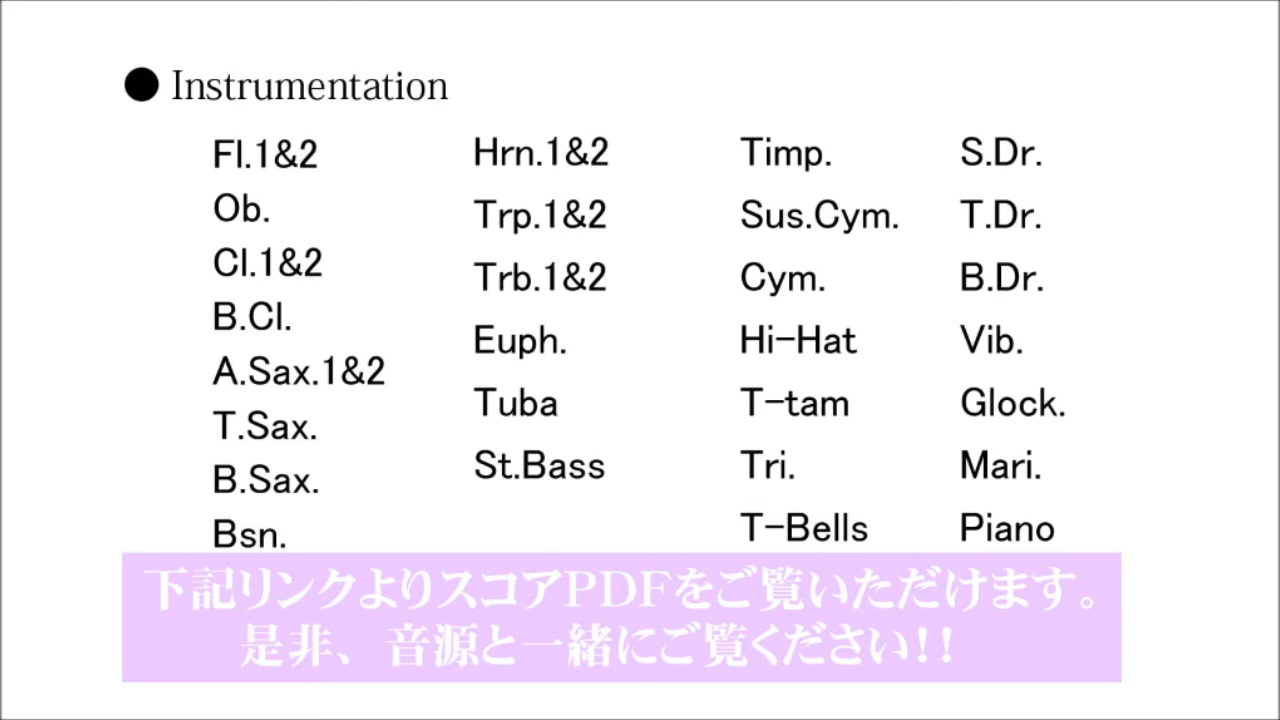 ● Instrumentation
Fl.1&2
Ob.
Cl.1&2
B.Cl.
A.Sax.1&2
T.Sax.
B.Sax.
Bsn.
Hrn.1&2
Trp.1&2
Trb.1&2
Euph.
Tuba
St.Bass
Timp.
Sus.Cym.
Cym.
Hi-Hat
T-tam
Tri.
T-Bells
S.Dr.
T.Dr.
B.Dr.
Vib.
Glock.
Mari.
Piano
下記リンクよりスコアPDFをご覧いただけます。
是非、音源と一緒にご覧ください!!